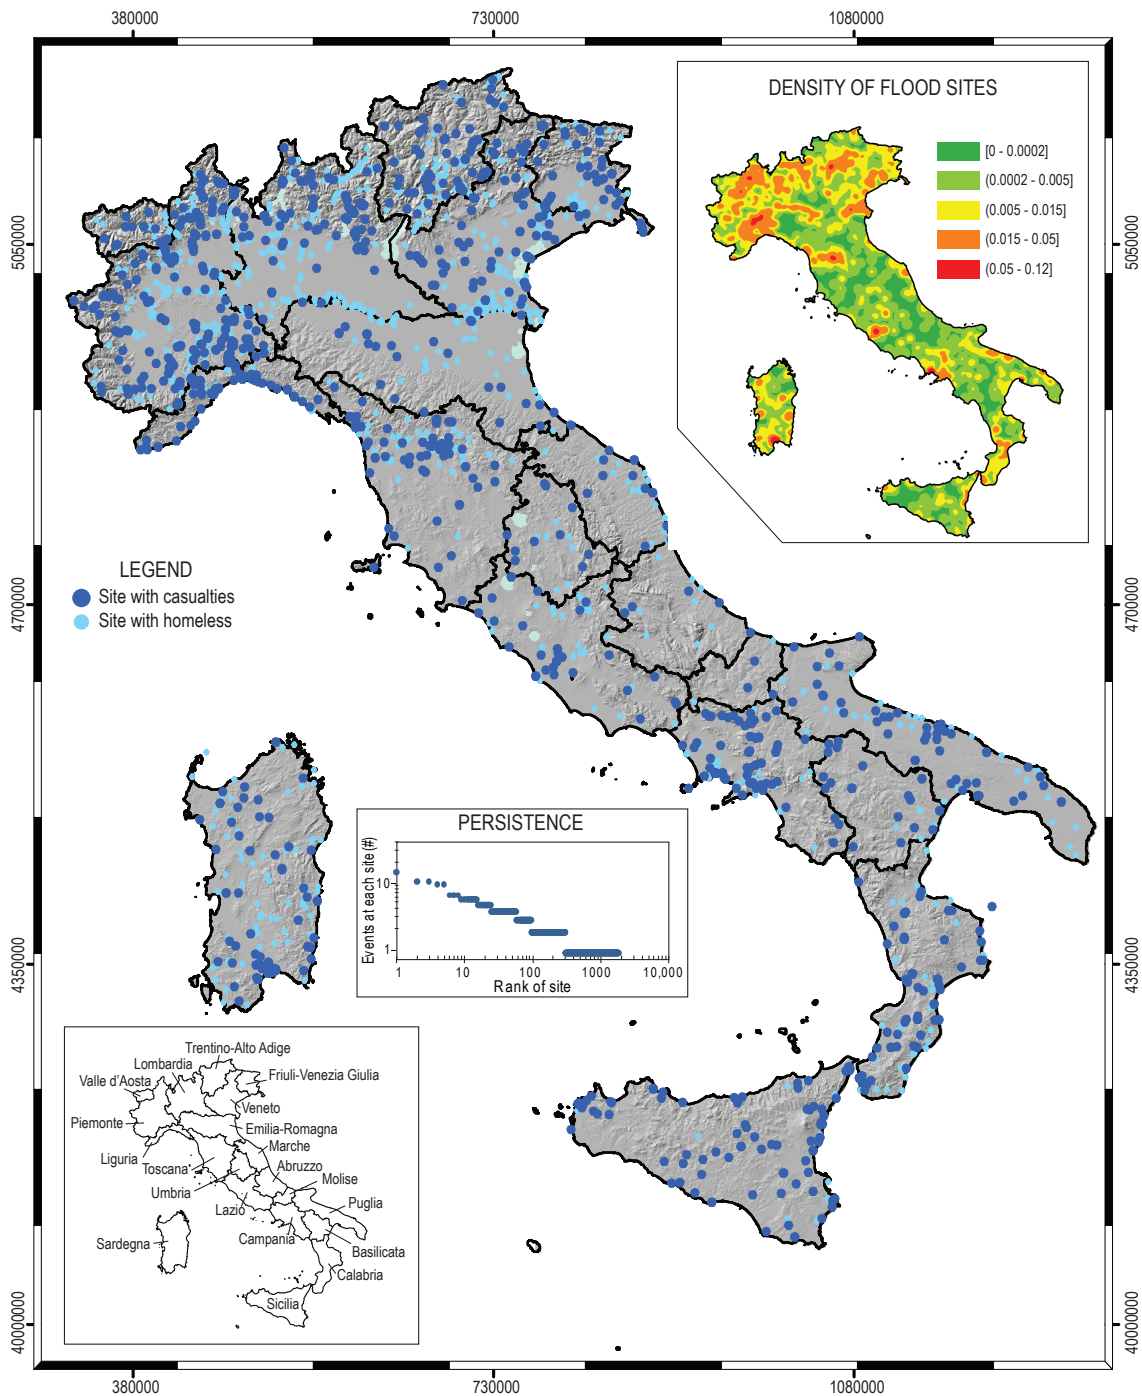 380000
730000
1080000
DENSITY OF FLOOD SITES
[0 - 0.0002]
(0.0002 - 0.005]
(0.005 - 0.015]
(0.015 - 0.05]
(0.05 - 0.12]
5050000
5050000
LEGEND
Site with casualties
Site with homeless
4700000
4700000
PERSISTENCE
Events at each site (#)
10
1
1
10
100
1000
10,000
Rank of site
4350000
4350000
Trentino-Alto Adige
Lombardia
Valle d'Aosta
Friuli-Venezia Giulia
Veneto
Piemonte
Emilia-Romagna
Marche
Liguria
Toscana
Abruzzo
Umbria
Molise
Lazio
Puglia
Campania
Sardegna
Basilicata
Calabria
Sicilia
40000000
40000000
380000
730000
1080000